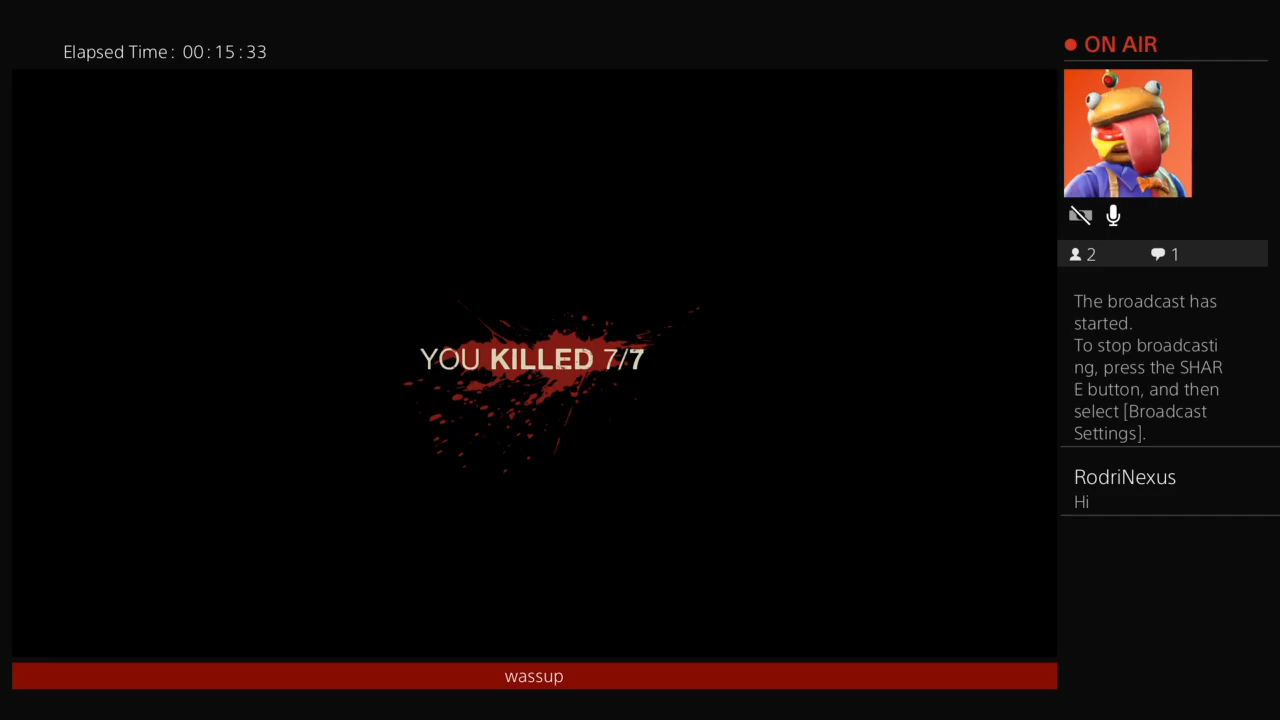 Elapsed Time: 00:15:33
ON AIR
YOU KILLED 7/7
2
1
The broadcast has
started.
To stop broadcasti
ng, press the SHAR
E button, and then
select [Broadcast
Settings].
RodriNexus
Hi
wassup